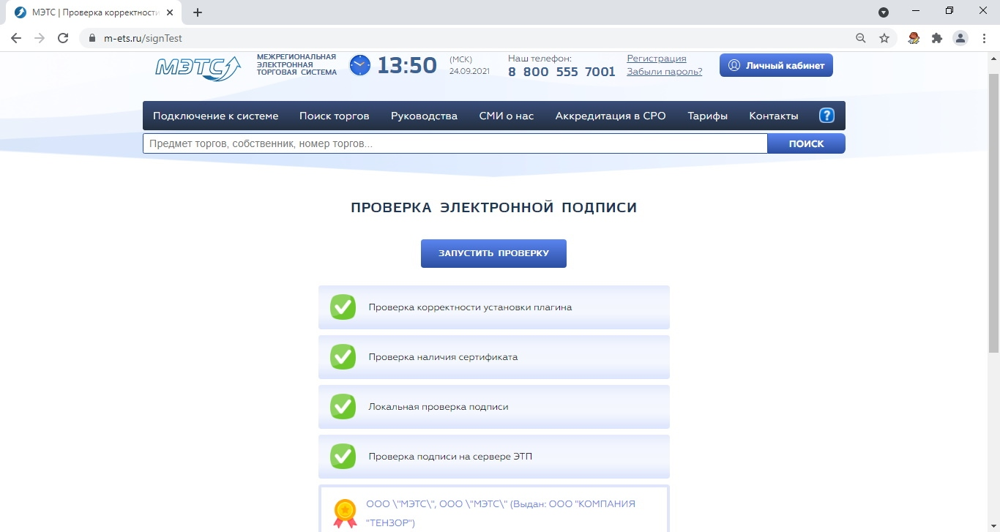 МЭТС | Проверка корректности
m-ets.ru/signTest
МЭТС
МЕЖРЕГИОНАЛЬНАЯ
ЭЛЕКТРОННАЯ
ТОРГОВАЯ СИСТЕМА
13:50
(МСК)
24.09.2021
Наш телефон:
8 800 555 7001
Регистрация
Забыли пароль?
Личный кабинет
Подключение к системе Поиск торгов Руководства СМИ о нас Аккредитация в СРО Тарифы Контакты ?
Предмет торгов, собственник, номер торгов... ПОИСК
ПРОВЕРКА ЭЛЕКТРОННОЙ ПОДПИСИ
ЗАПУСТИТЬ ПРОВЕРКУ
Проверка корректности установки плагина
Проверка наличия сертификата
Локальная проверка подписи
Проверка подписи на сервере ЭТП
ООО \"МЭТС\", ООО \"МЭТС\" (Выдан: ООО "КОМПАНИЯ
"ТЕНЗОР")